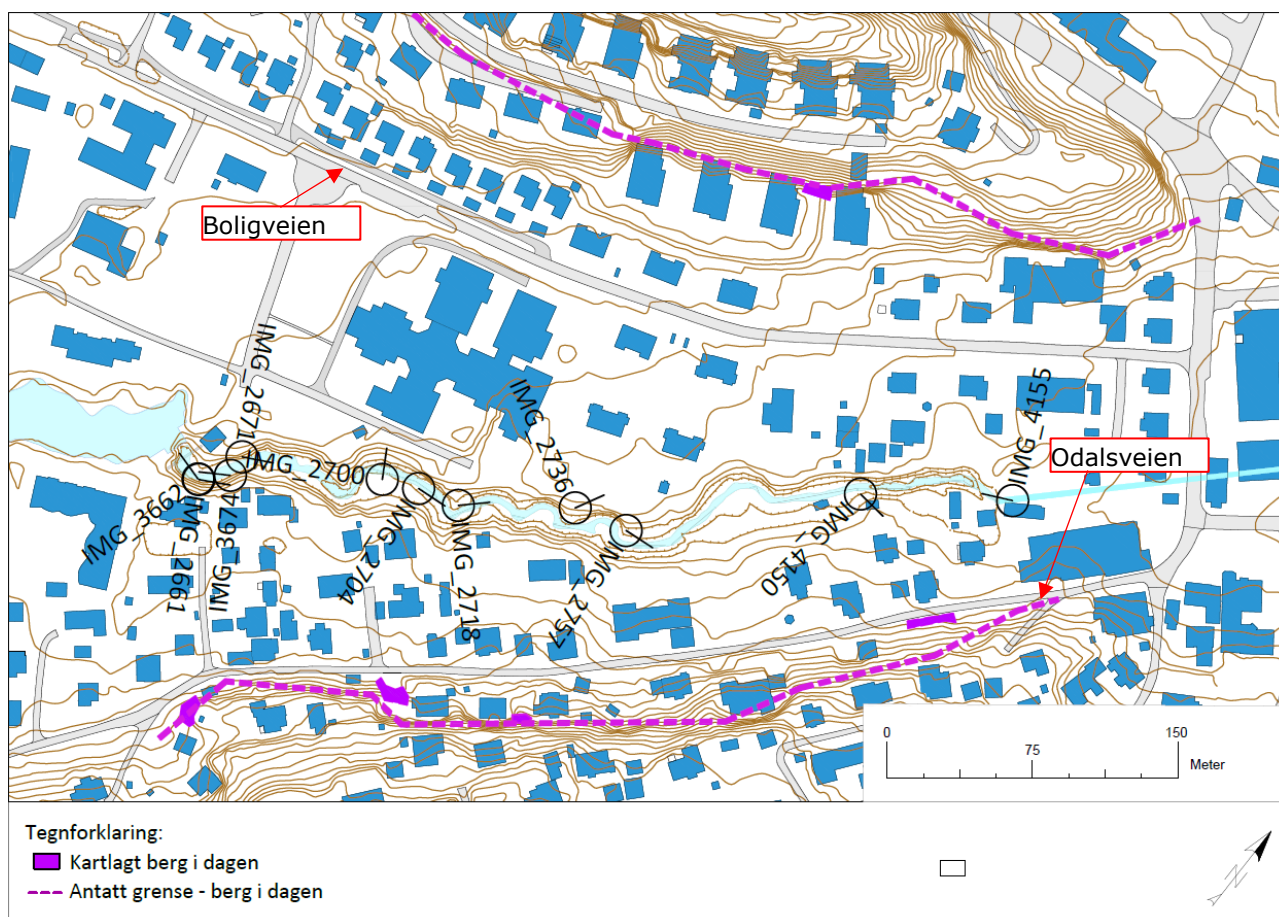 Boligveien
IMG_2671
IMG_2700
IMG_3662
IMG_2661
IMG_3674
IMG_2704
IMG_2718
IMG_2736
IMG_2757
IMG_4150
IMG_4155
Odalsveien
0
150
75
Meter
Tegnforklaring:
Kartlagt berg i dagen
Antatt grense - berg i dagen
N